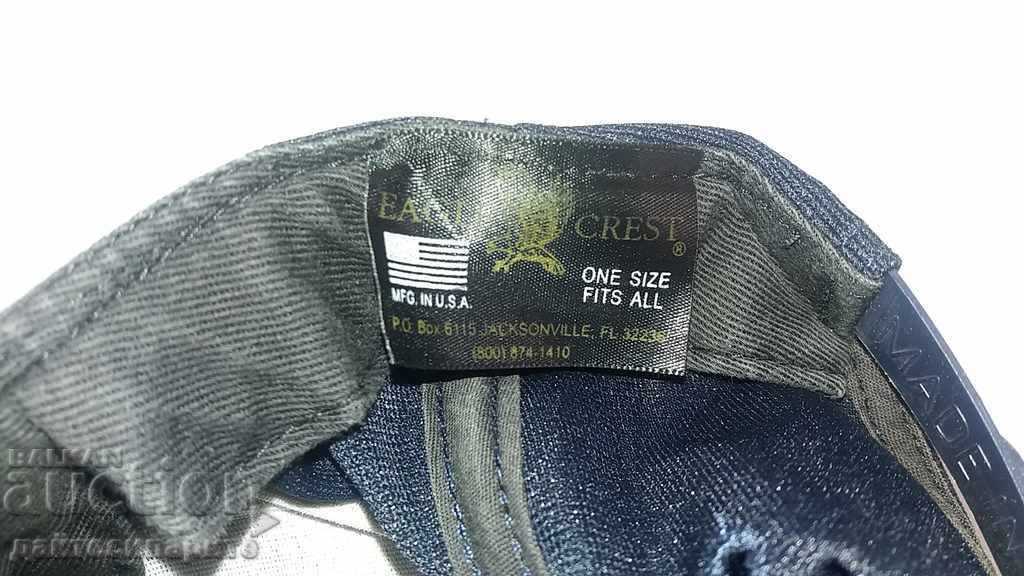 EAGLE CREST ®
MFG. IN U.S.A.
ONE SIZE
FITS ALL
P.O. Box 6115 JACKSONVILLE, FL 32236
(800) 874-1410
MADE IN
BALKAN
auction